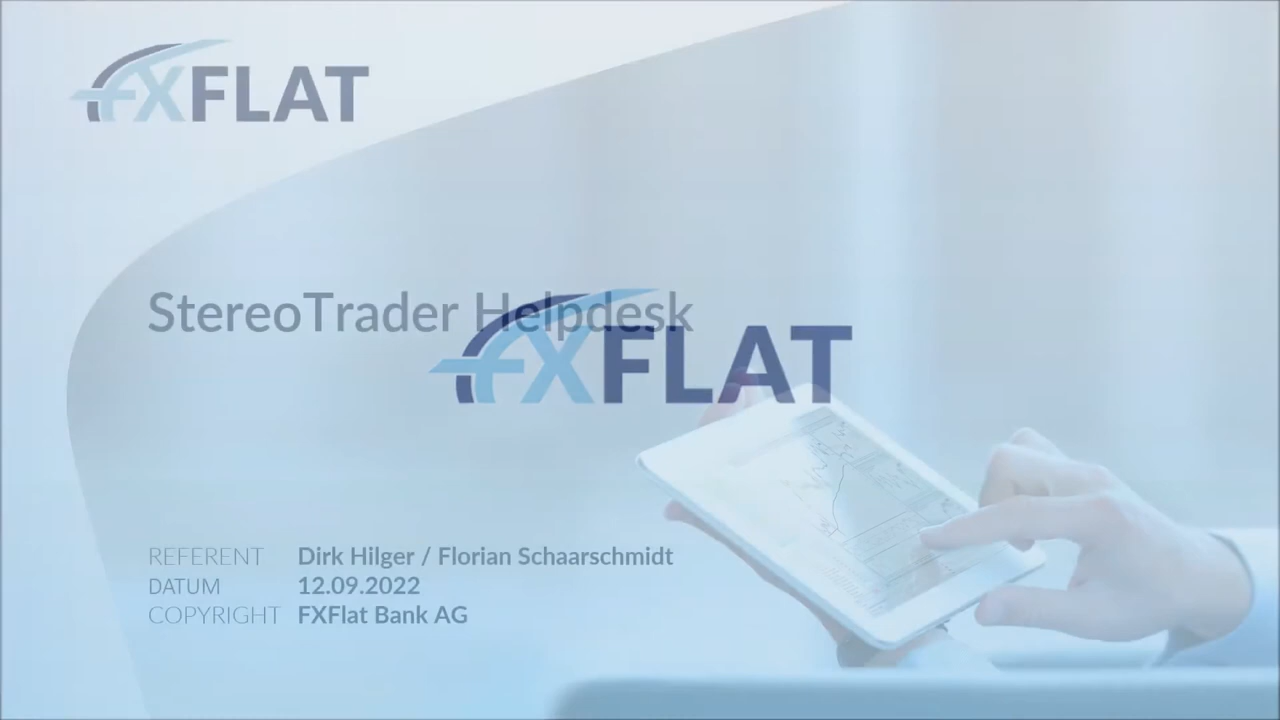 FXFLAT
StereoTrader Helpdesk
FXFLAT
REFERENT Dirk Hilger / Florian Schaarschmidt
DATUM 12.09.2022
COPYRIGHT FXFlat Bank AG